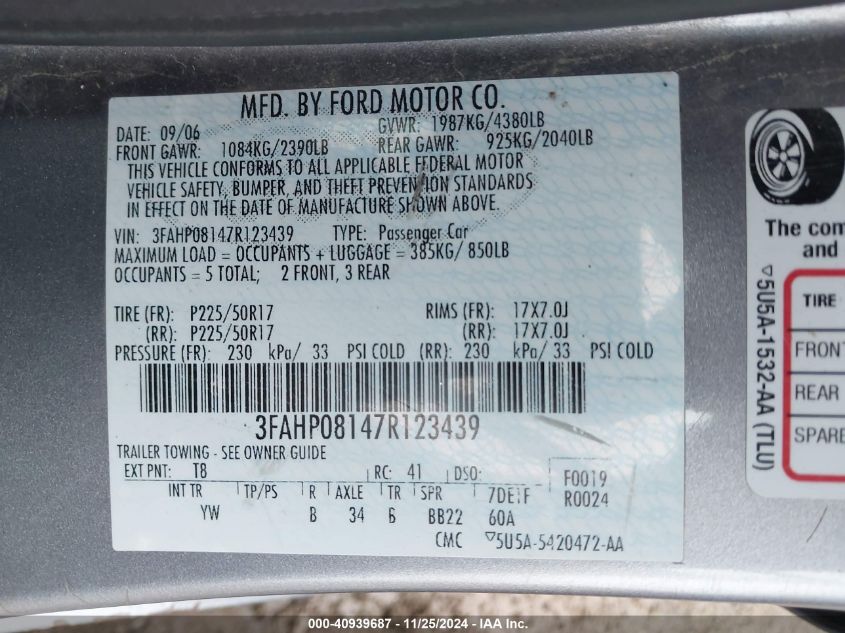 MFD. BY FORD MOTOR CO.
DATE: 09/06 GVWR: 1987KG/4380LB
FRONT GAWR: 1084KG/2390LB REAR GAWR: 925KG/2040LB
THIS VEHICLE CONFORMS TO ALL APPLICABLE FEDERAL MOTOR
VEHICLE SAFETY, BUMPER, AND THEFT PREVENTION STANDARDS
IN EFFECT ON THE DATE OF MANUFACTURE SHOWN ABOVE.
VIN: 3FAHP08147R123439 TYPE: Passenger Car
MAXIMUM LOAD = OCCUPANTS + LUGGAGE = 385KG/ 850LB
OCCUPANTS = 5 TOTAL; 2 FRONT, 3 REAR
TIRE (FR): P225/50R17 RIMS (FR): 17X7.0J
(RR): P225/50R17 (RR): 17X7.0J
PRESSURE (FR): 230 kPa/ 33 PSI COLD (RR): 230 kPa/ 33 PSI COLD
3FAHP08147R123439
TRAILER TOWING - SEE OWNER GUIDE
EXT PNT: T8 RC: 41 DSO: F0019
INT TR TP/PS R AXLE TR SPR 7DE1F R0024
YW B 34 6 BB22 60A
CMC ▽5U5A-5420472-AA
The com
and
TIRE
FRONT
REAR
SPARE
▽5U5A-1532-AA (TLU)
000-40939687 - 11/25/2024 - IAA Inc.